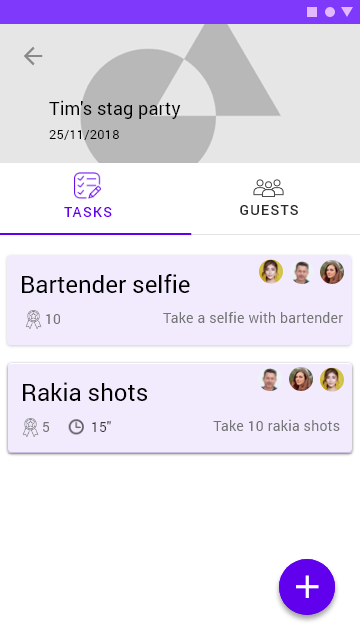 Tim's stag party
25/11/2018
TASKS
GUESTS
Bartender selfie
10
Take a selfie with bartender
Rakia shots
5
15"
Take 10 rakia shots